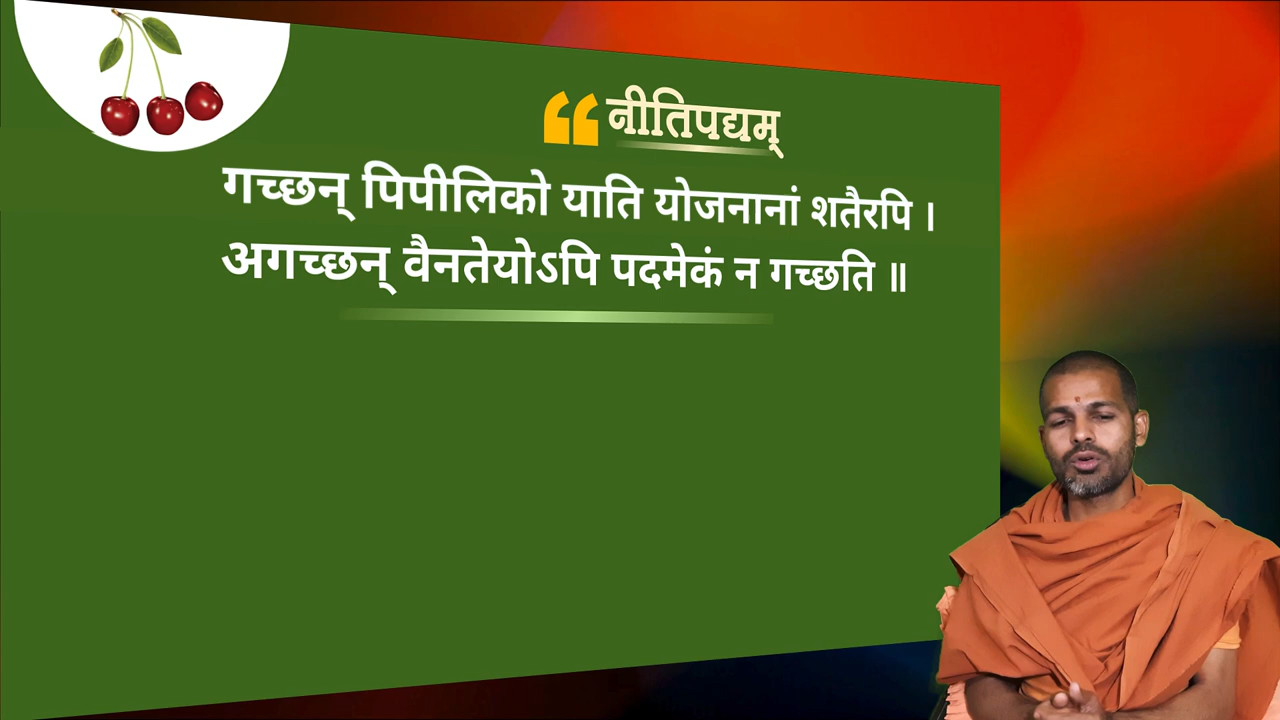 नीतिपद्यम्
गच्छन् पिपीलिको याति योजनानां शतैरपि ।
अगच्छन् वैनतेयोऽपि पदमेकं न गच्छति ॥